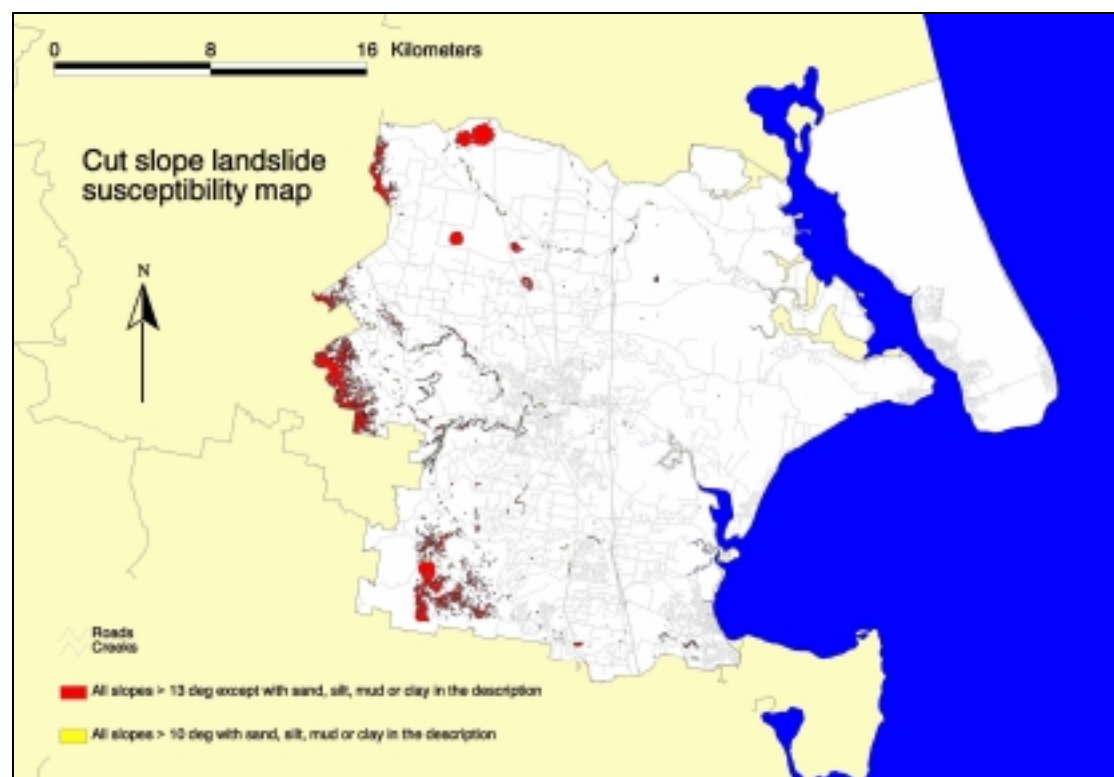 0 8 16 Kilometers
Cut slope landslide
susceptibility map
N
Roads
Creeks
All slopes > 13 deg except with sand, silt, mud or clay in the description
All slopes > 10 deg with sand, silt, mud or clay in the description